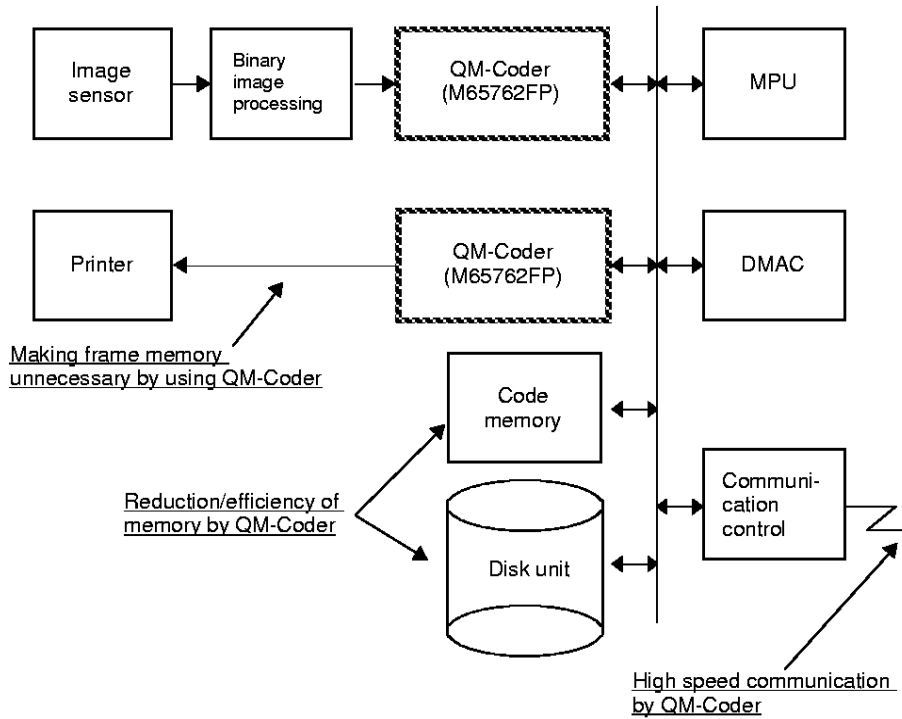 Image
sensor
Binary
image
processing
QM-Coder
(M65762FP)
MPU
Printer
QM-Coder
(M65762FP)
DMAC
Making frame memory
unnecessary by using QM-Coder
Code
memory
Reduction/efficiency of
memory by QM-Coder
Communi-
cation
control
Disk unit
High speed communication
by QM-Coder